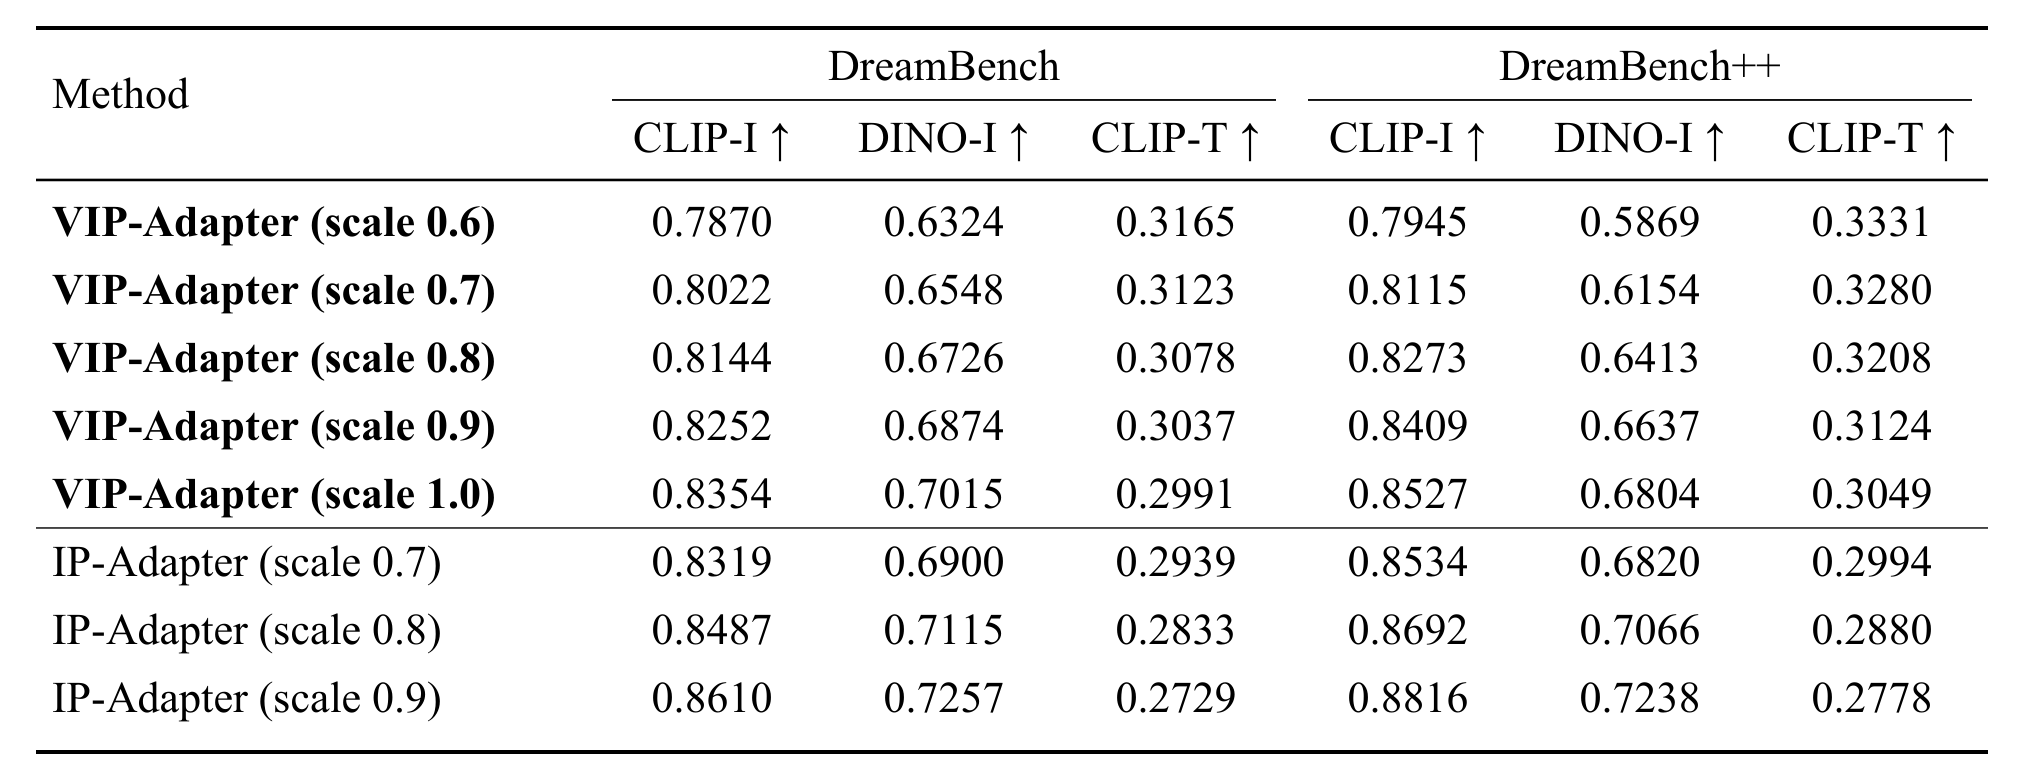 Method DreamBench DreamBench++
CLIP-I ↑ DINO-I ↑ CLIP-T ↑ CLIP-I ↑ DINO-I ↑ CLIP-T ↑
VIP-Adapter (scale 0.6) 0.7870 0.6324 0.3165 0.7945 0.5869 0.3331
VIP-Adapter (scale 0.7) 0.8022 0.6548 0.3123 0.8115 0.6154 0.3280
VIP-Adapter (scale 0.8) 0.8144 0.6726 0.3078 0.8273 0.6413 0.3208
VIP-Adapter (scale 0.9) 0.8252 0.6874 0.3037 0.8409 0.6637 0.3124
VIP-Adapter (scale 1.0) 0.8354 0.7015 0.2991 0.8527 0.6804 0.3049
IP-Adapter (scale 0.7) 0.8319 0.6900 0.2939 0.8534 0.6820 0.2994
IP-Adapter (scale 0.8) 0.8487 0.7115 0.2833 0.8692 0.7066 0.2880
IP-Adapter (scale 0.9) 0.8610 0.7257 0.2729 0.8816 0.7238 0.2778